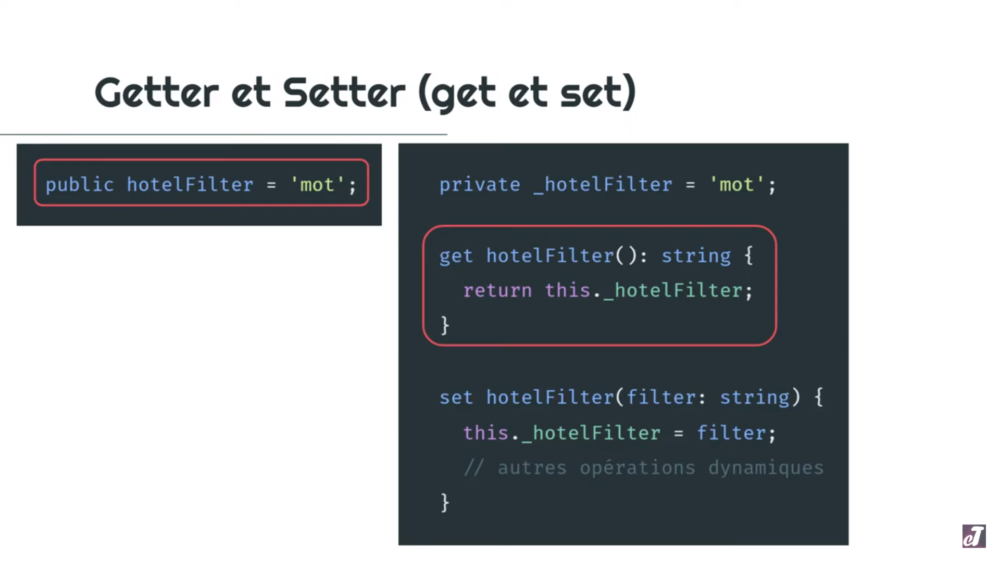 Getter et Setter (get et set)
public hotelFilter = 'mot';
private _hotelFilter = 'mot';
get hotelFilter(): string {
return this._hotelFilter;
}
set hotelFilter(filter: string) {
this._hotelFilter = filter;
// autres opérations dynamiques
}
cT